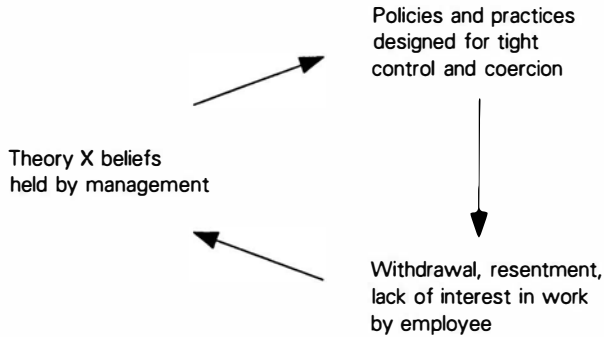 Policies and practices
designed for tight
control and coercion
Theory X beliefs
held by management
Withdrawal, resentment,
lack of interest in work
by employee